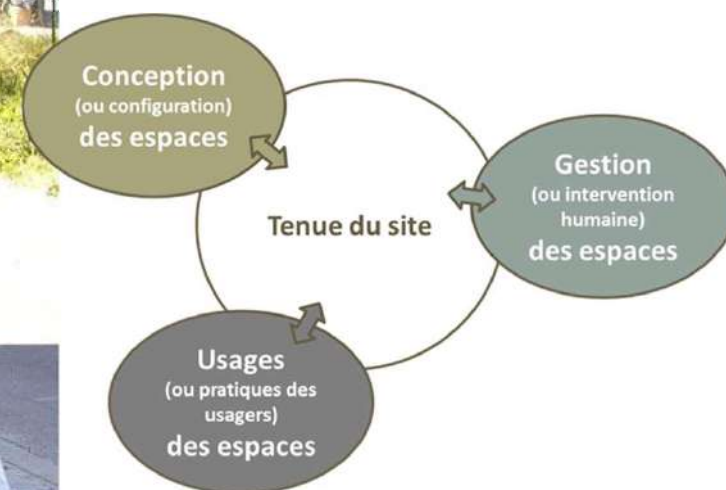 Conception
(ou configuration)
des espaces
Gestion
(ou intervention
humaine)
des espaces
Tenue du site
Usages
(ou pratiques des
usagers)
des espaces